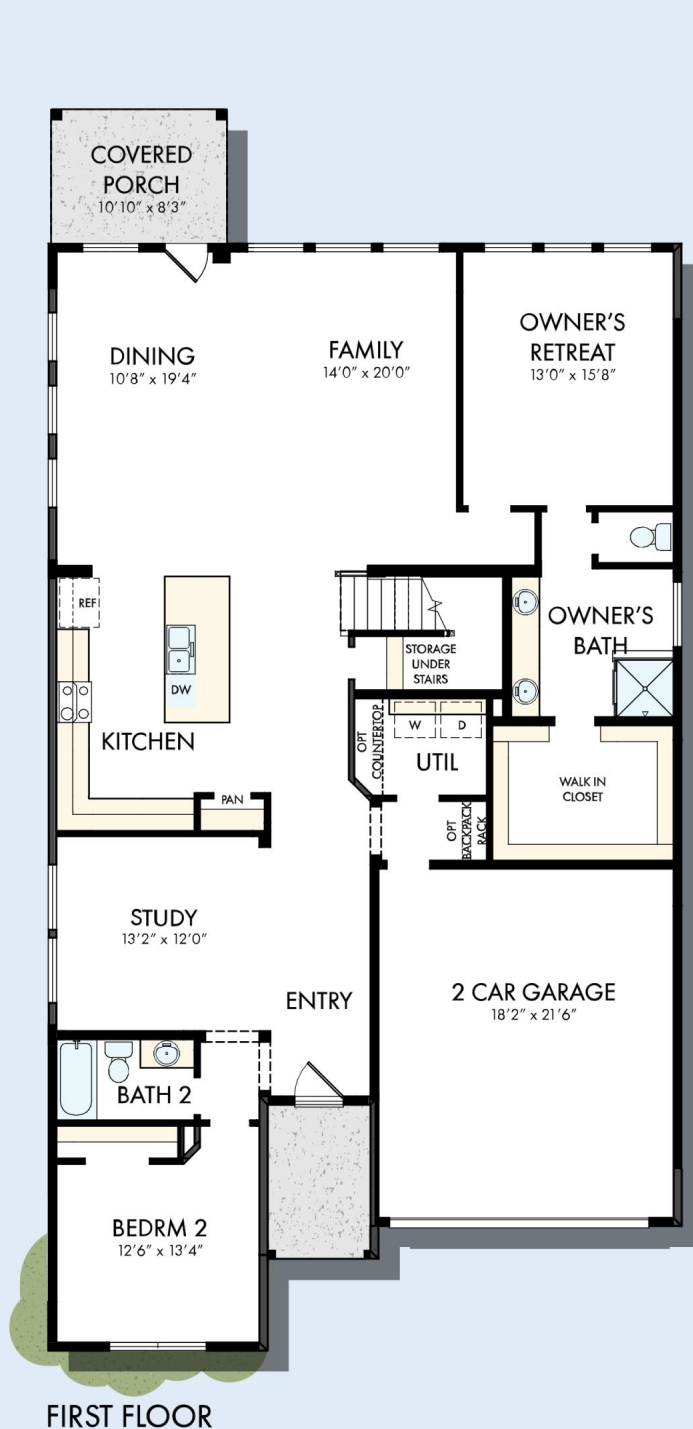 COVERED
PORCH
10'10" x 8'3"
DINING
10'8" x 19'4"
FAMILY
14'0" x 20'0"
OWNER'S
RETREAT
13'0" x 15'8"
REF
DW
KITCHEN
PAN
STORAGE
UNDER
STAIRS
OWNER'S
BATH
OPT
COUNTERTOP
W
D
UTIL
WALK IN
CLOSET
OPT
BACKPACK
RACK
STUDY
13'2" x 12'0"
ENTRY
2 CAR GARAGE
18'2" x 21'6"
BATH 2
BEDRM 2
12'6" x 13'4"
FIRST FLOOR